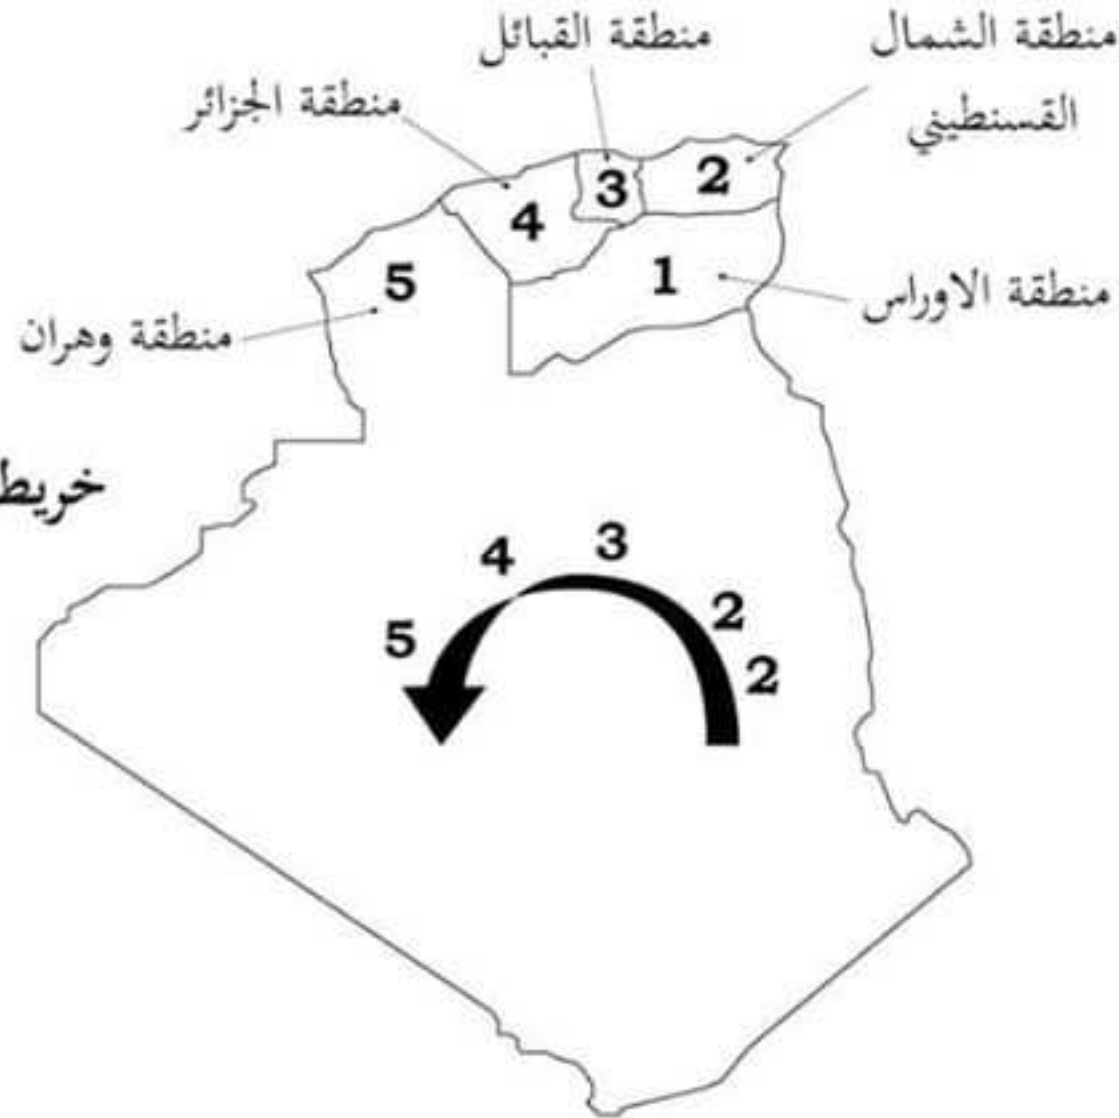 منطقة القبائل
منطقة الشمال
القسنطيني
منطقة الجزائر
2
3
4
1
5
منطقة الاوراس
منطقة وهران
3
4
2
5
2